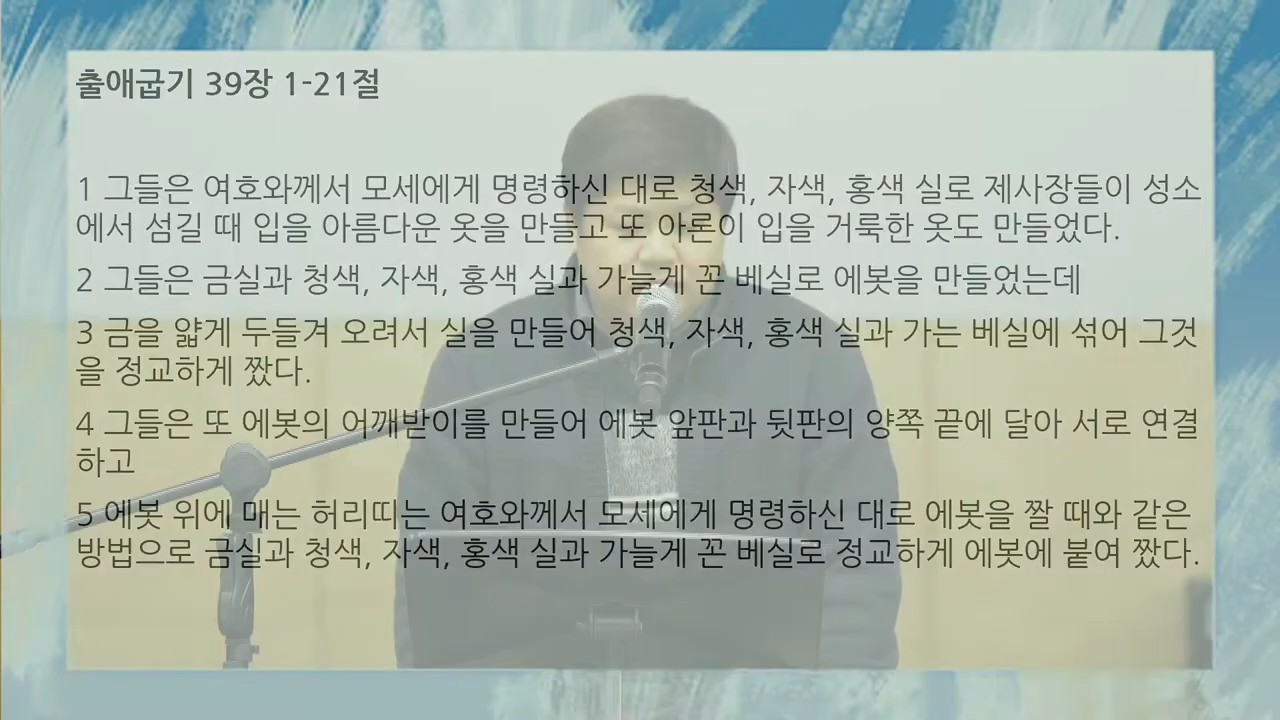 출애굽기 39장 1-21절
1 그들은 여호와께서 모세에게 명령하신 대로 청색, 자색, 홍색 실로 제사장들이 성소
에서 섬길 때 입을 아름다운 옷을 만들고 또 아론이 입을 거룩한 옷도 만들었다.
2 그들은 금실과 청색, 자색, 홍색 실과 가늘게 꼰 베실로 에봇을 만들었는데
3 금을 얇게 두들겨 오려서 실을 만들어 청색, 자색, 홍색 실과 가는 베실에 섞어 그것
을 정교하게 짰다.
4 그들은 또 에봇의 어깨받이를 만들어 에봇 앞판과 뒷판의 양쪽 끝에 달아 서로 연결
하고
5 에봇 위에 매는 허리띠는 여호와께서 모세에게 명령하신 대로 에봇을 짤 때와 같은
방법으로 금실과 청색, 자색, 홍색 실과 가늘게 꼰 베실로 정교하게 에봇에 붙여 짰다.